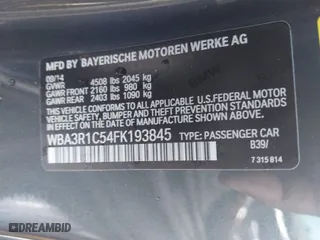 MFD BY BAYERISCHE MOTOREN WERKE AG
08/14
GVWR 4508 lbs 2045 kg
GAWR FRONT 2160 lbs 980 kg
GAWR REAR 2403 lbs 1090 kg
THIS VEHICLE CONFORMS TO ALL APPLICABLE
U.S.FEDERAL MOTOR VEHICLE SAFETY,
BUMPER, AND THEFT PREVENTION
STANDARDS IN EFFECT ON THE DATE OF
MANUFACTURE SHOWN ABOVE.
WBA3R1C54FK193845
TYPE: PASSENGER CAR
B39/
7 315 814
DREAMBID